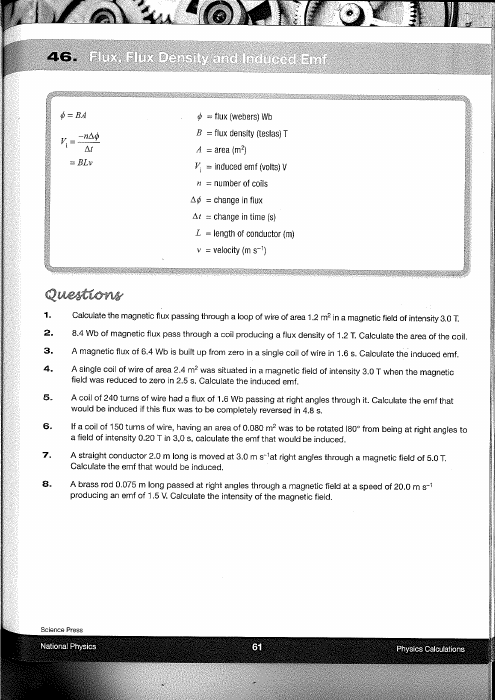 46. Flux, Flux Density and Induced Emf
ϕ = BA
V₁ = −nΔϕ / Δt
= BLv
ϕ = flux (webers) Wb
B = flux density (teslas) T
A = area (m²)
V₁ = induced emf (volts) V
n = number of coils
Δϕ = change in flux
Δt = change in time (s)
L = length of conductor (m)
v = velocity (m s⁻¹)
Questions
1. Calculate the magnetic flux passing through a loop of wire of area 1.2 m² in a magnetic field of intensity 3.0 T.
2. 8.4 Wb of magnetic flux pass through a coil producing a flux density of 1.2 T. Calculate the area of the coil.
3. A magnetic flux of 6.4 Wb is built up from zero in a single coil of wire in 1.6 s. Calculate the induced emf.
4. A single coil of wire of area 2.4 m² was situated in a magnetic field of intensity 3.0 T when the magnetic
field was reduced to zero in 2.5 s. Calculate the induced emf.
5. A coil of 240 turns of wire had a flux of 1.6 Wb passing at right angles through it. Calculate the emf that
would be induced if this flux was to be completely reversed in 4.8 s.
6. If a coil of 150 turns of wire, having an area of 0.080 m² was to be rotated I80° from being at right angles to
a field of intensity 0.20 T in 3,0 s, calculate the emf that would be induced.
7. A straight conductor 2.0 m long is moved at 3.0 m s⁻¹at right angles through a magnetic field of 5.0 T.
Calculate the emf that would be induced.
8. A brass rod 0.075 m long passed at right angles through a magnetic field at a speed of 20.0 m s⁻¹
producing an emf of 1.5 V. Calculate the intensity of the magnetic field.
Science Press
National Physics 61 Physics Calculations